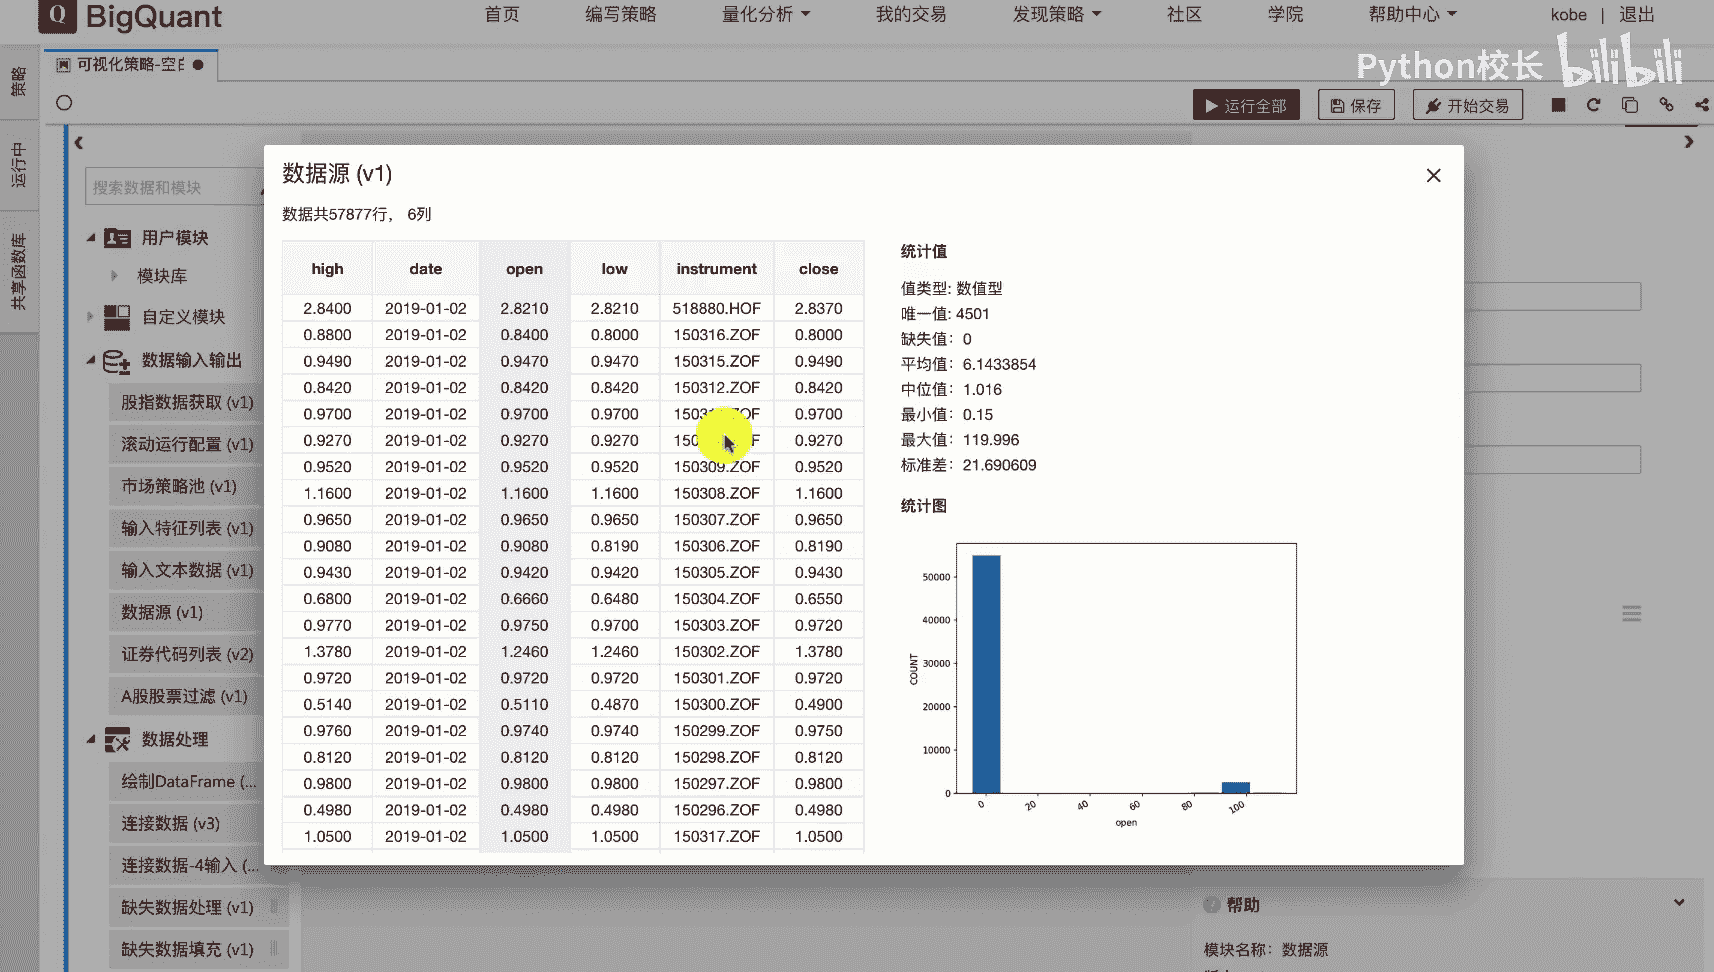 BigQuant
首页 编写策略 量化分析 我的交易 发现策略 社区 学院 帮助中心 kobe | 退出
可视化策略-空白
Python校长 bilibili
运行全部 保存 开始交易
策略
运行中
共享函数库
搜索数据和模块
用户模块
模块库
自定义模块
数据输入输出
股指数据获取 (v1)
滚动运行配置 (v1)
市场策略池 (v1)
输入特征列表 (v1)
输入文本数据 (v1)
数据源 (v1)
证券代码列表 (v2)
A股股票过滤 (v1)
数据处理
绘制DataFrame (...
连接数据 (v3)
连接数据-4输入 (...
缺失数据处理 (v1)
缺失数据填充 (v1)
数据源 (v1)
数据共57877行， 6列
high date open low instrument close
2.8400 2019-01-02 2.8210 2.8210 518880.HOF 2.8370
0.8800 2019-01-02 0.8400 0.8000 150316.ZOF 0.8000
0.9490 2019-01-02 0.9470 0.9470 150315.ZOF 0.9490
0.8420 2019-01-02 0.8420 0.8420 150312.ZOF 0.8420
0.9700 2019-01-02 0.9700 0.9700 0.9700
0.9270 2019-01-02 0.9270 0.9270 0.9270
0.9520 2019-01-02 0.9520 0.9520 150309.ZOF 0.9520
1.1600 2019-01-02 1.1600 1.1600 150308.ZOF 1.1600
0.9650 2019-01-02 0.9650 0.9650 150307.ZOF 0.9650
0.9080 2019-01-02 0.9080 0.8190 150306.ZOF 0.8190
0.9430 2019-01-02 0.9420 0.9420 150305.ZOF 0.9430
0.6800 2019-01-02 0.6660 0.6480 150304.ZOF 0.6550
0.9770 2019-01-02 0.9750 0.9700 150303.ZOF 0.9720
1.3780 2019-01-02 1.2460 1.2460 150302.ZOF 1.3780
0.9720 2019-01-02 0.9720 0.9720 150301.ZOF 0.9720
0.5140 2019-01-02 0.5110 0.4870 150300.ZOF 0.4900
0.9760 2019-01-02 0.9740 0.9740 150299.ZOF 0.9750
0.8120 2019-01-02 0.8120 0.8120 150298.ZOF 0.8120
0.9800 2019-01-02 0.9800 0.9800 150297.ZOF 0.9800
0.4980 2019-01-02 0.4980 0.4980 150296.ZOF 0.4980
1.0500 2019-01-02 1.0500 1.0500 150317.ZOF 1.0500
统计值
值类型: 数值型
唯一值: 4501
缺失值：0
平均值：6.1433854
中位值：1.016
最小值：0.15
最大值：119.996
标准差：21.690609
统计图
50000
40000
30000
20000
10000
0
COUNT
0 20 40 60 80 100
open
帮助
模块名称：数据源